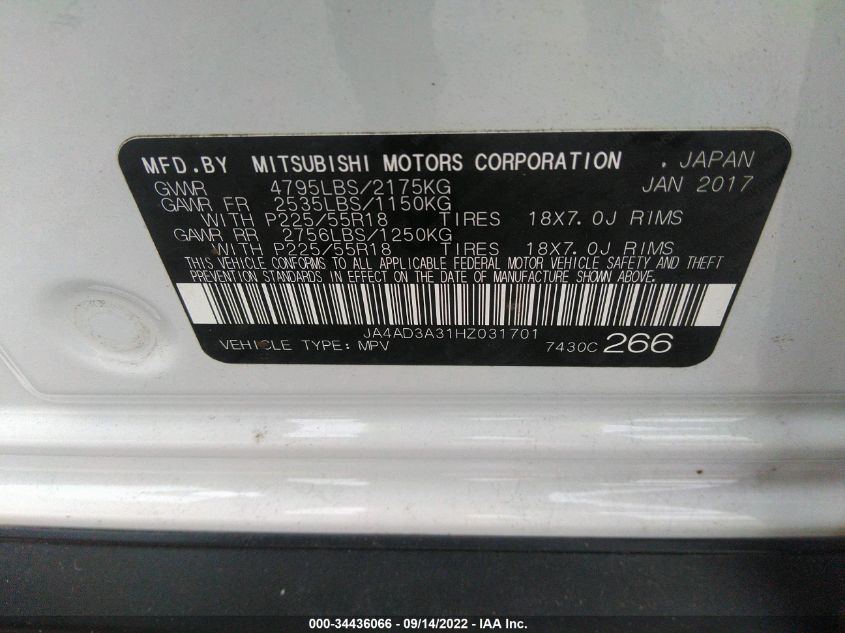 MFD.BY MITSUBISHI MOTORS CORPORATION . JAPAN
GVWR 4795LBS/2175KG JAN 2017
GAWR FR 2535LBS/1150KG
WITH P225/55R18 TIRES 18X7.0J RIMS
GAWR RR 2756LBS/1250KG
WITH P225/55R18 TIRES 18X7.0J RIMS
THIS VEHICLE CONFORMS TO ALL APPLICABLE FEDERAL MOTOR VEHICLE SAFETY AND THEFT
PREVENTION STANDARDS IN EFFECT ON THE DATE OF MANUFACTURE SHOWN ABOVE.
JA4AD3A31HZ031701
VEHICLE TYPE: MPV 7430C 266
000-34436066 - 09/14/2022 - IAA Inc.